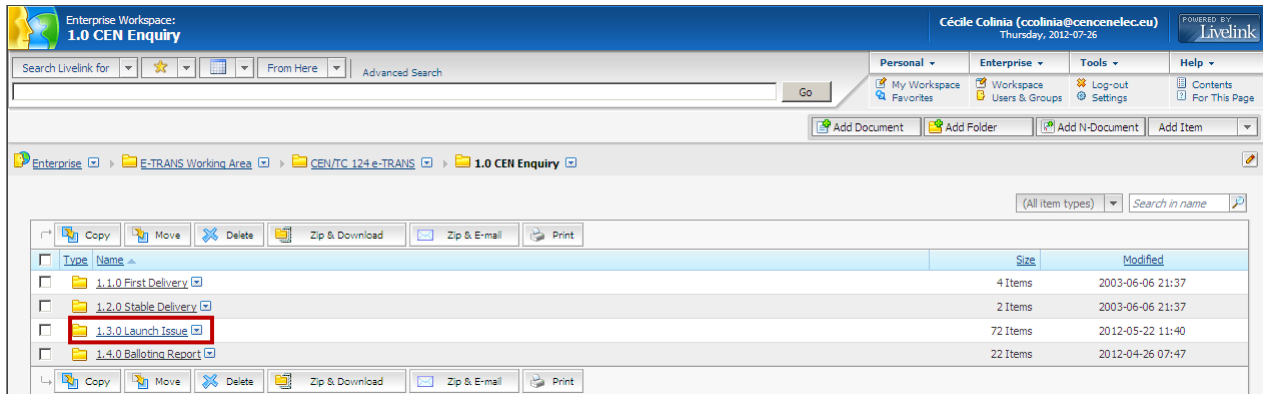 Enterprise Workspace:
1.0 CEN Enquiry
Cécile Colinia (ccolinia@cencenelec.eu)
Thursday, 2012-07-26
POWERED BY
Livelink
Search Livelink for
From Here
Advanced Search
Go
Personal
My Workspace
Favorites
Enterprise
Workspace
Users & Groups
Tools
Log-out
Settings
Help
Contents
For This Page
Add Document Add Folder Add N-Document Add Item
Enterprise E-TRANS Working Area CEN/TC 124 e-TRANS 1.0 CEN Enquiry
(All item types) Search in name
Copy Move Delete Zip & Download Zip & E-mail Print
Type Name Size Modified
1.1.0 First Delivery 4 Items 2003-06-06 21:37
1.2.0 Stable Delivery 2 Items 2003-06-06 21:37
1.3.0 Launch Issue 72 Items 2012-05-22 11:40
1.4.0 Balloting Report 22 Items 2012-04-26 07:47
Copy Move Delete Zip & Download Zip & E-mail Print